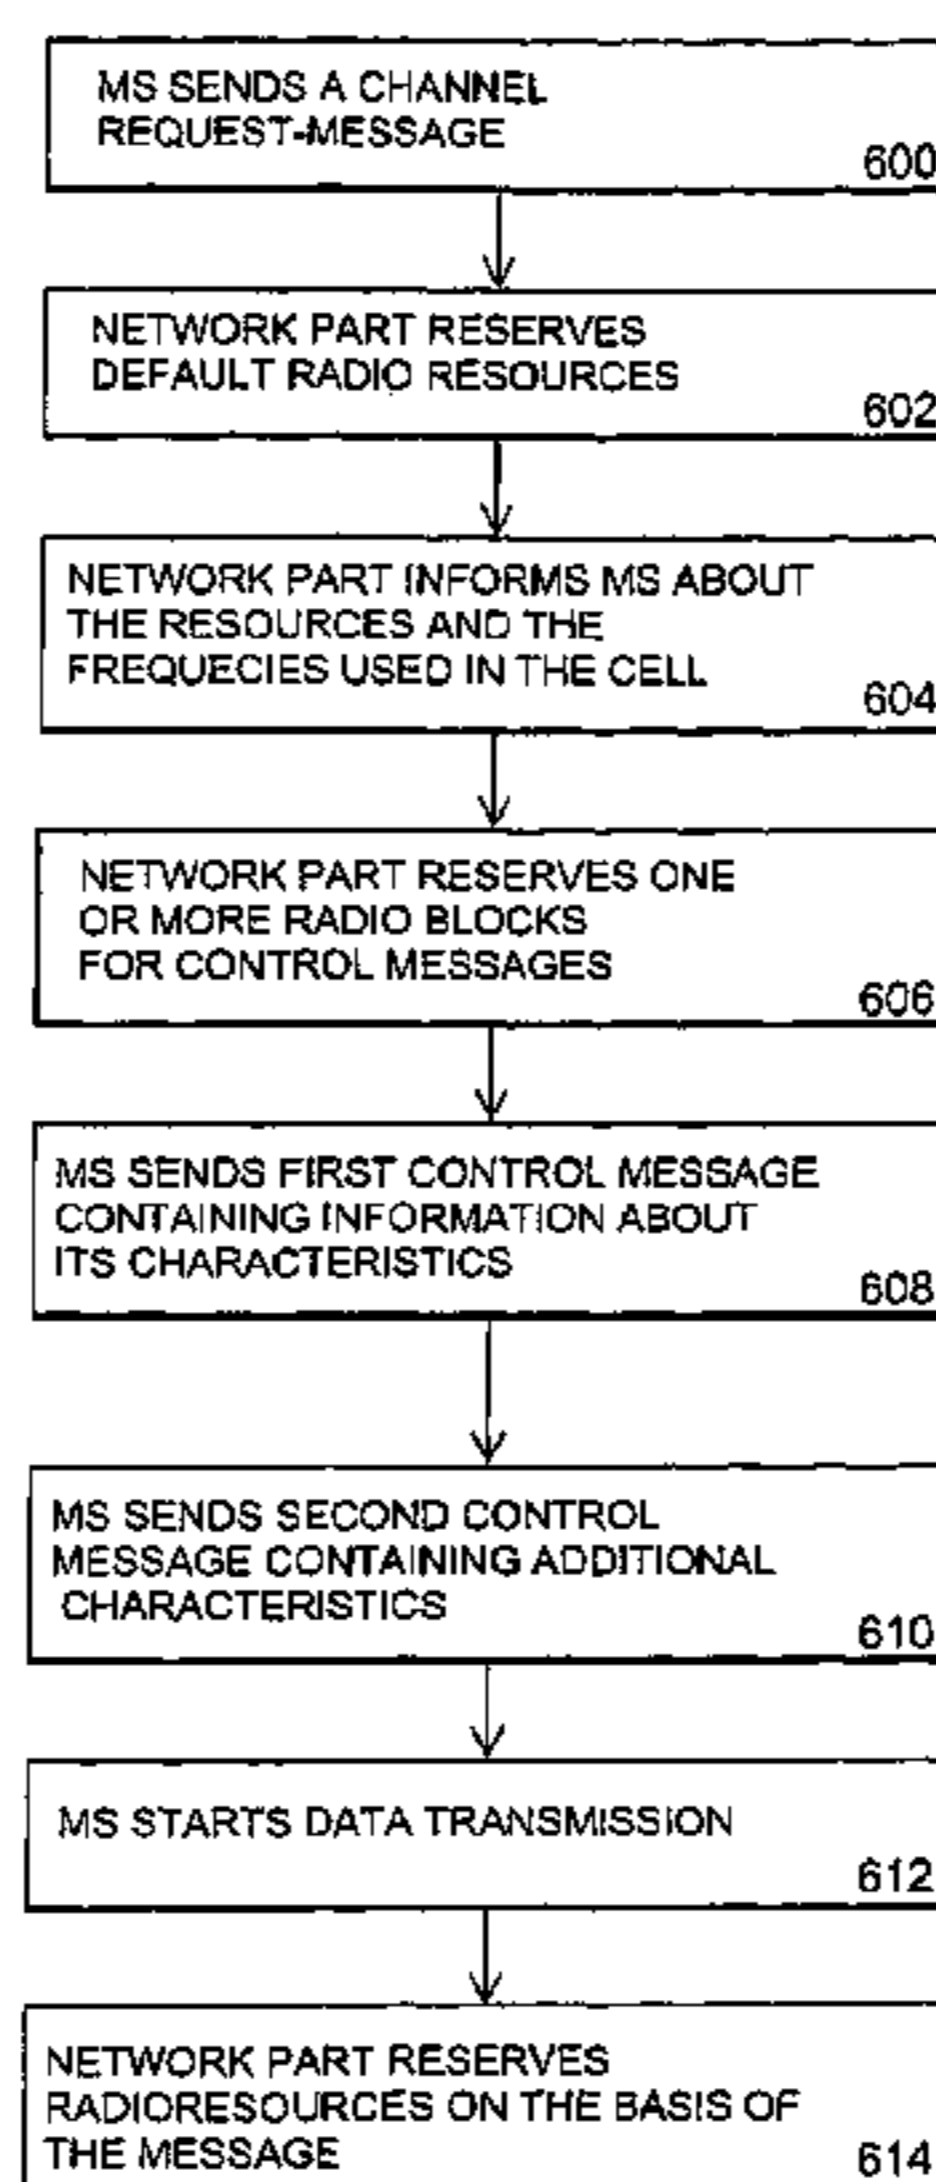 MS SENDS A CHANNEL
REQUEST-MESSAGE
600
NETWORK PART RESERVES
DEFAULT RADIO RESOURCES
602
NETWORK PART INFORMS MS ABOUT
THE RESOURCES AND THE
FREQUECIES USED IN THE CELL
604
NETWORK PART RESERVES ONE
OR MORE RADIO BLOCKS
FOR CONTROL MESSAGES
606
MS SENDS FIRST CONTROL MESSAGE
CONTAINING INFORMATION ABOUT
ITS CHARACTERISTICS
608
MS SENDS SECOND CONTROL
MESSAGE CONTAINING ADDITIONAL
CHARACTERISTICS
610
MS STARTS DATA TRANSMISSION
612
NETWORK PART RESERVES
RADIORESOURCES ON THE BASIS OF
THE MESSAGE
614